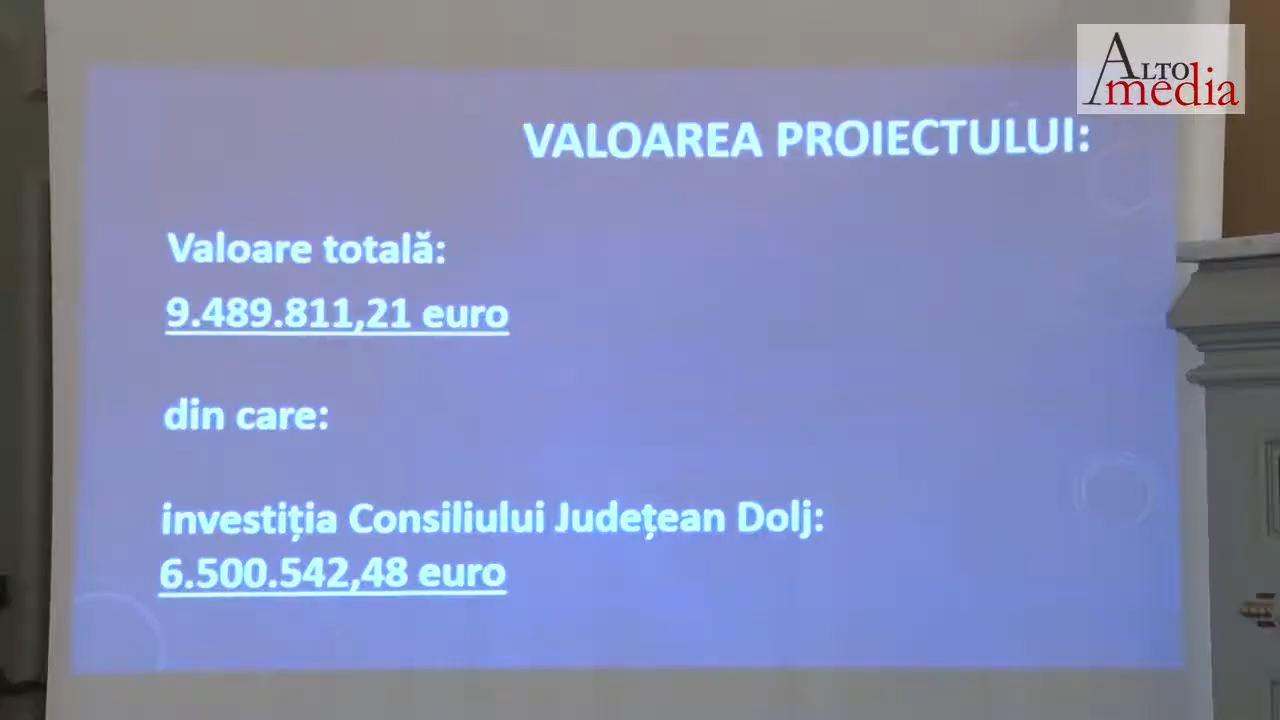 ALTO
media
VALOAREA PROIECTULUI:
Valoare totală:
9.489.811,21 euro
din care:
investiția Consiliului Județean Dolj:
6.500.542,48 euro